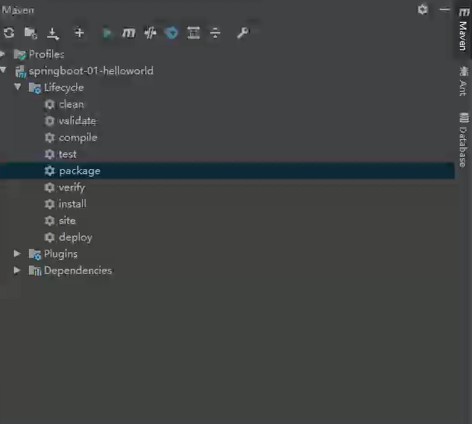 Maven
Profiles
springboot-01-helloworld
Lifecycle
clean
validate
compile
test
package
verify
install
site
deploy
Plugins
Dependencies
m
Maven
Ant
Database